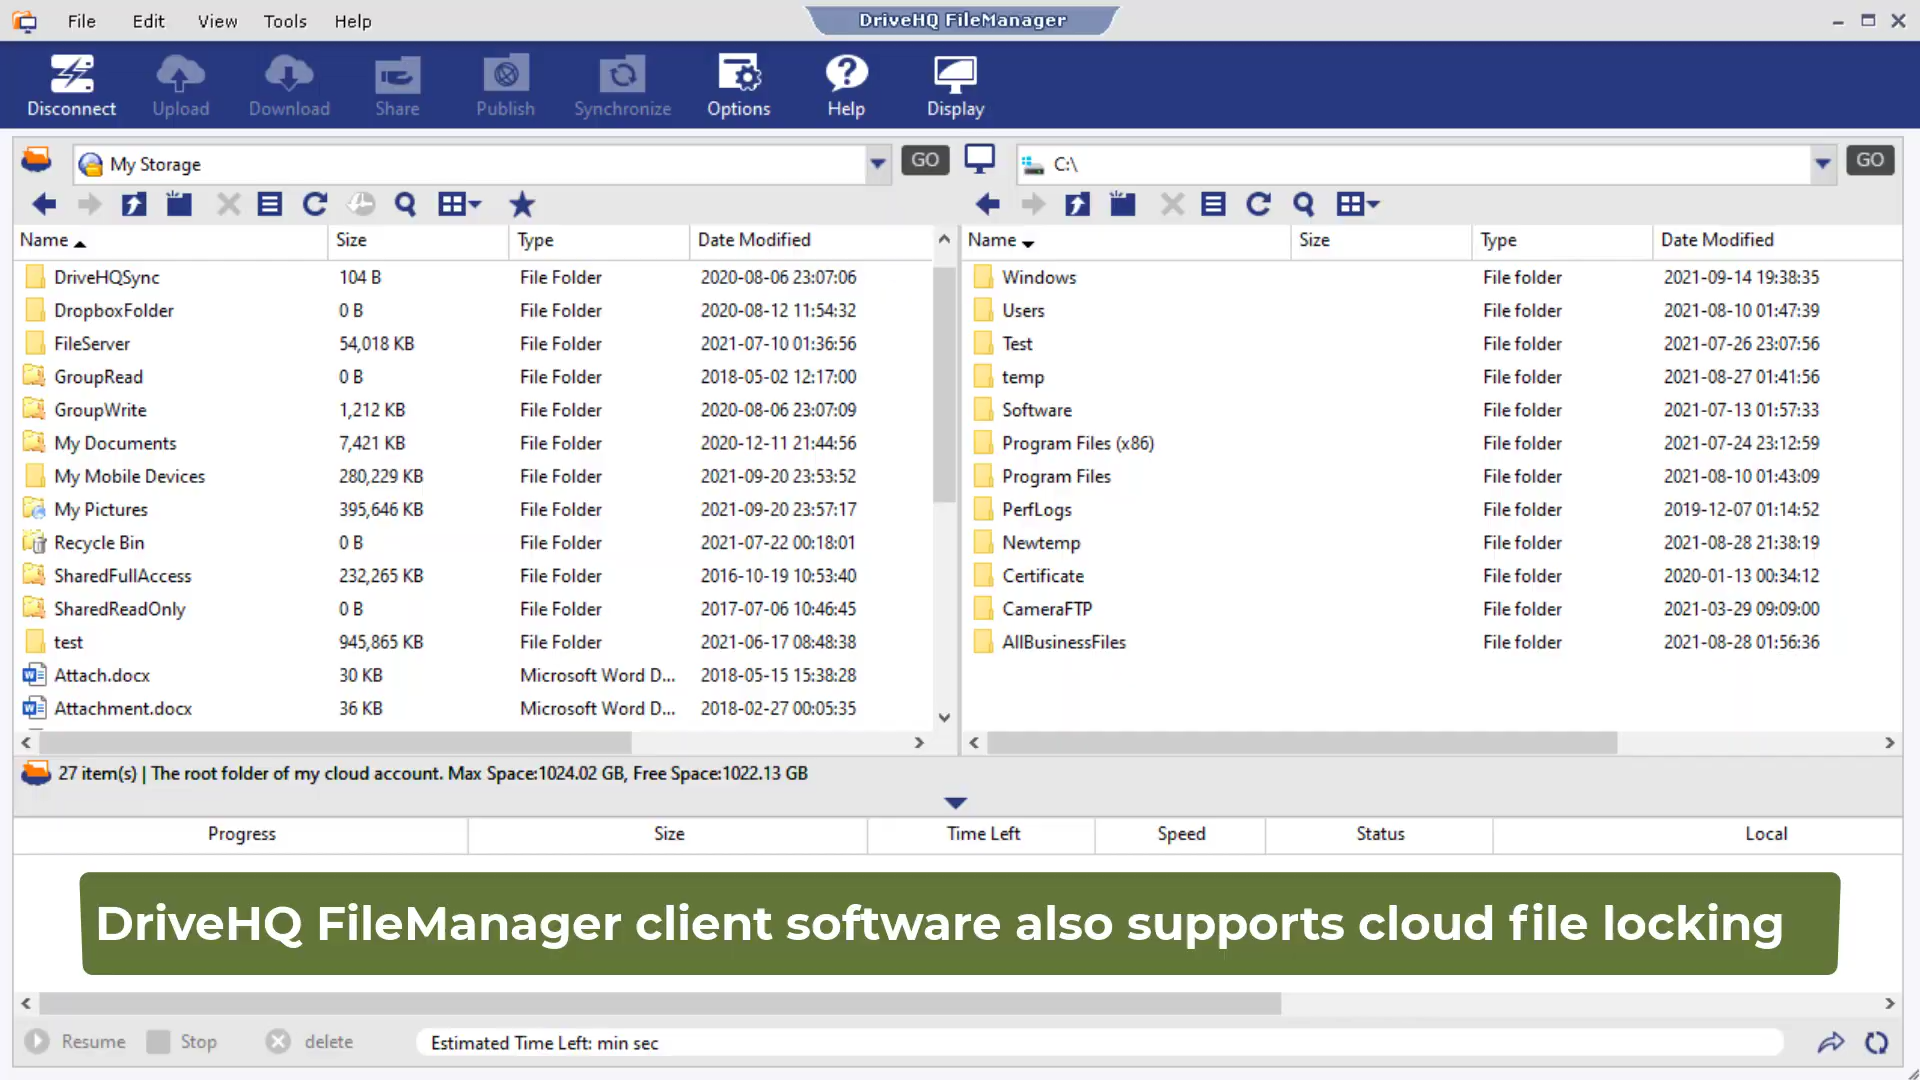 File Edit View Tools Help
DriveHQ FileManager
Disconnect Upload Download Share Publish Synchronize Options Help Display
My Storage GO C:\ GO
Name Size Type Date Modified
DriveHQSync 104 B File Folder 2020-08-06 23:07:06
DropboxFolder 0 B File Folder 2020-08-12 11:54:32
FileServer 54,018 KB File Folder 2021-07-10 01:36:56
GroupRead 0 B File Folder 2018-05-02 12:17:00
GroupWrite 1,212 KB File Folder 2020-08-06 23:07:09
My Documents 7,421 KB File Folder 2020-12-11 21:44:56
My Mobile Devices 280,229 KB File Folder 2021-09-20 23:53:52
My Pictures 395,646 KB File Folder 2021-09-20 23:57:17
Recycle Bin 0 B File Folder 2021-07-22 00:18:01
SharedFullAccess 232,265 KB File Folder 2016-10-19 10:53:40
SharedReadOnly 0 B File Folder 2017-07-06 10:46:45
test 945,865 KB File Folder 2021-06-17 08:48:38
Attach.docx 30 KB Microsoft Word D... 2018-05-15 15:38:28
Attachment.docx 36 KB Microsoft Word D... 2018-02-27 00:05:35
Name Size Type Date Modified
Windows File folder 2021-09-14 19:38:35
Users File folder 2021-08-10 01:47:39
Test File folder 2021-07-26 23:07:56
temp File folder 2021-08-27 01:41:56
Software File folder 2021-07-13 01:57:33
Program Files (x86) File folder 2021-07-24 23:12:59
Program Files File folder 2021-08-10 01:43:09
PerfLogs File folder 2019-12-07 01:14:52
Newtemp File folder 2021-08-28 21:38:19
Certificate File folder 2020-01-13 00:34:12
CameraFTP File folder 2021-03-29 09:09:00
AllBusinessFiles File folder 2021-08-28 01:56:36
27 item(s) | The root folder of my cloud account. Max Space:1024.02 GB, Free Space:1022.13 GB
Progress Size Time Left Speed Status Local
DriveHQ FileManager client software also supports cloud file locking
Resume Stop delete Estimated Time Left: min sec